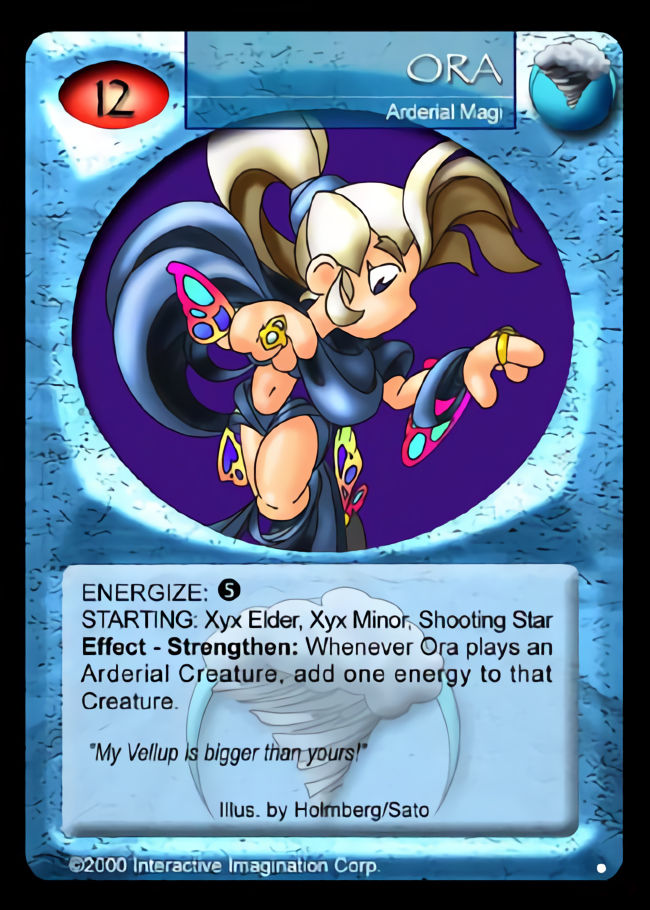 12
ORA
Arderial Magi
ENERGIZE: 5
STARTING: Xyx Elder, Xyx Minor, Shooting Star
Effect - Strengthen: Whenever Ora plays an
Arderial Creature, add one energy to that
Creature.
"My Vellup is bigger than yours!"
Illus. by Holmberg/Sato
©2000 Interactive Imagination Corp.